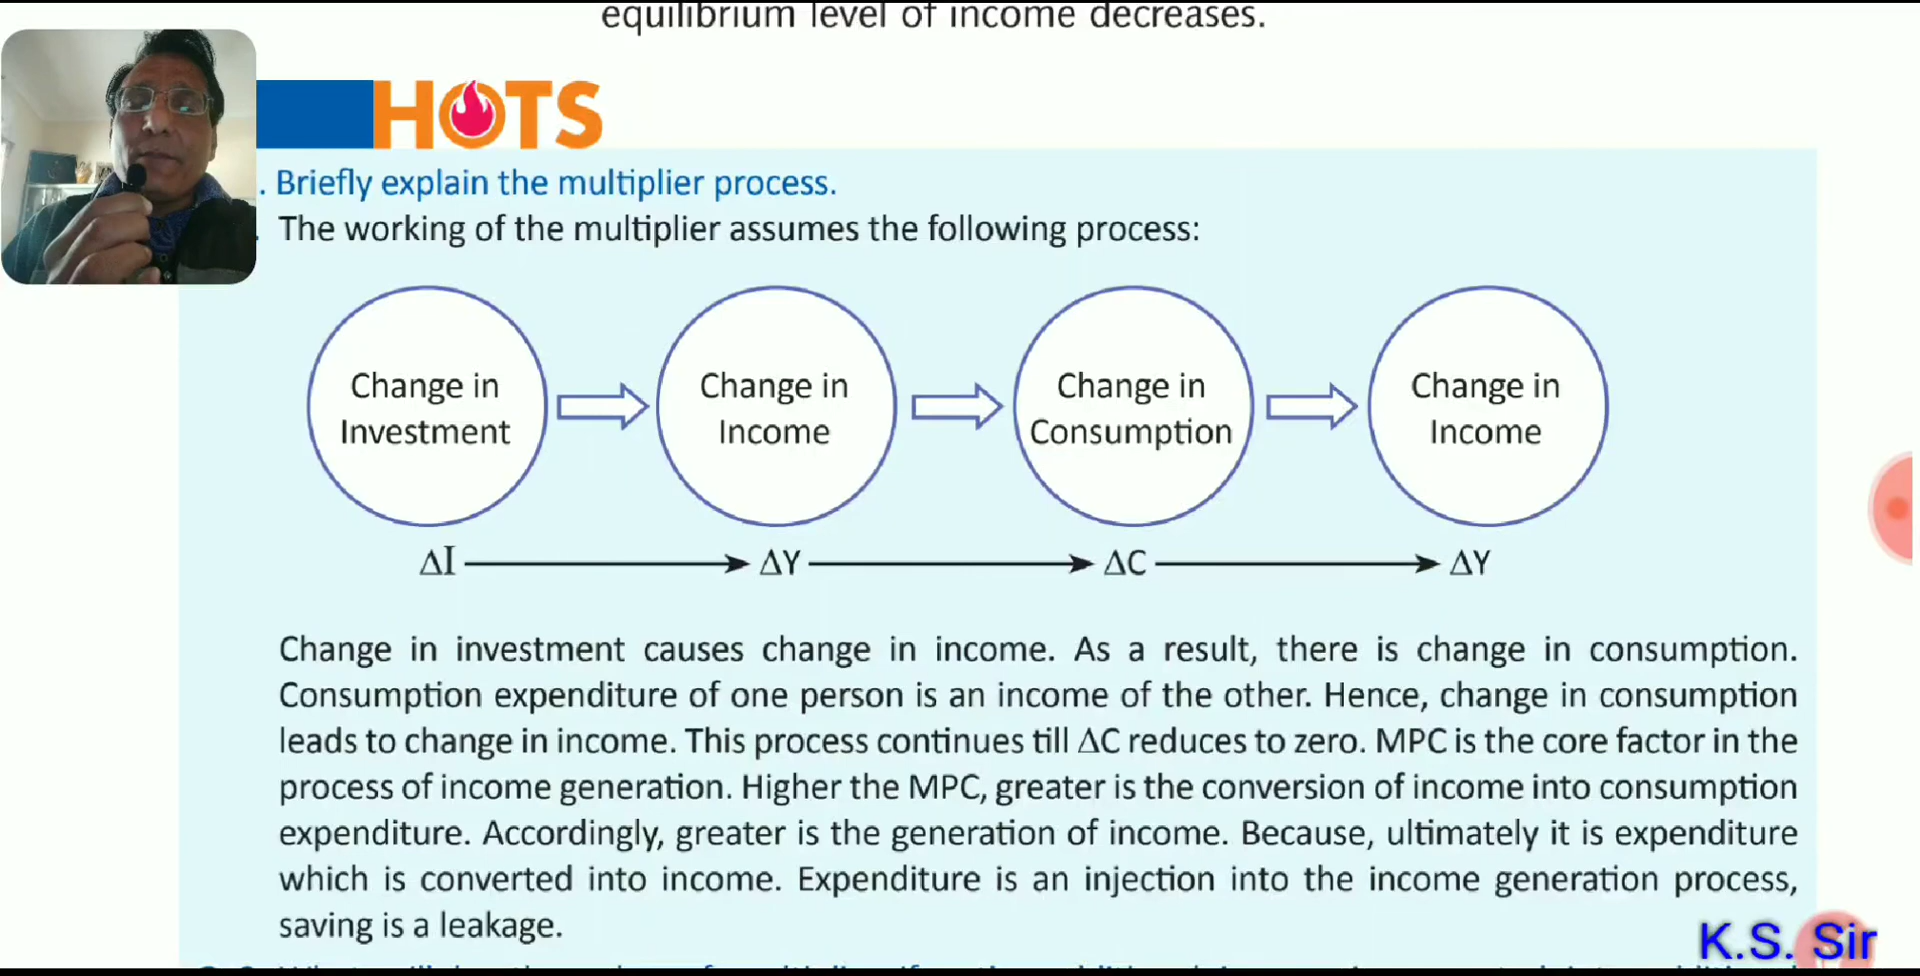 equilibrium level of income decreases.
HOTS
. Briefly explain the multiplier process.
The working of the multiplier assumes the following process:
Change in
Investment
Change in
Income
Change in
Consumption
Change in
Income
ΔI ΔY ΔC ΔY
Change in investment causes change in income. As a result, there is change in consumption.
Consumption expenditure of one person is an income of the other. Hence, change in consumption
leads to change in income. This process continues till ΔC reduces to zero. MPC is the core factor in the
process of income generation. Higher the MPC, greater is the conversion of income into consumption
expenditure. Accordingly, greater is the generation of income. Because, ultimately it is expenditure
which is converted into income. Expenditure is an injection into the income generation process,
saving is a leakage.
K.S. Sir